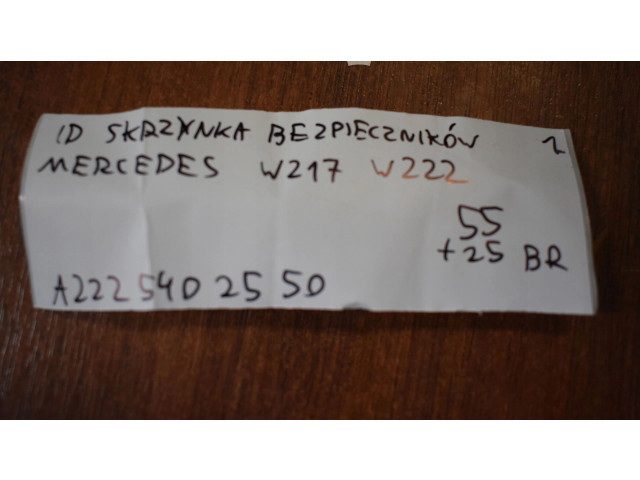 ID SKRZYNKA BEZPIECZNIKÓW 2
MERCEDES W217 W222
55
+25 BR
A222 540 25 50